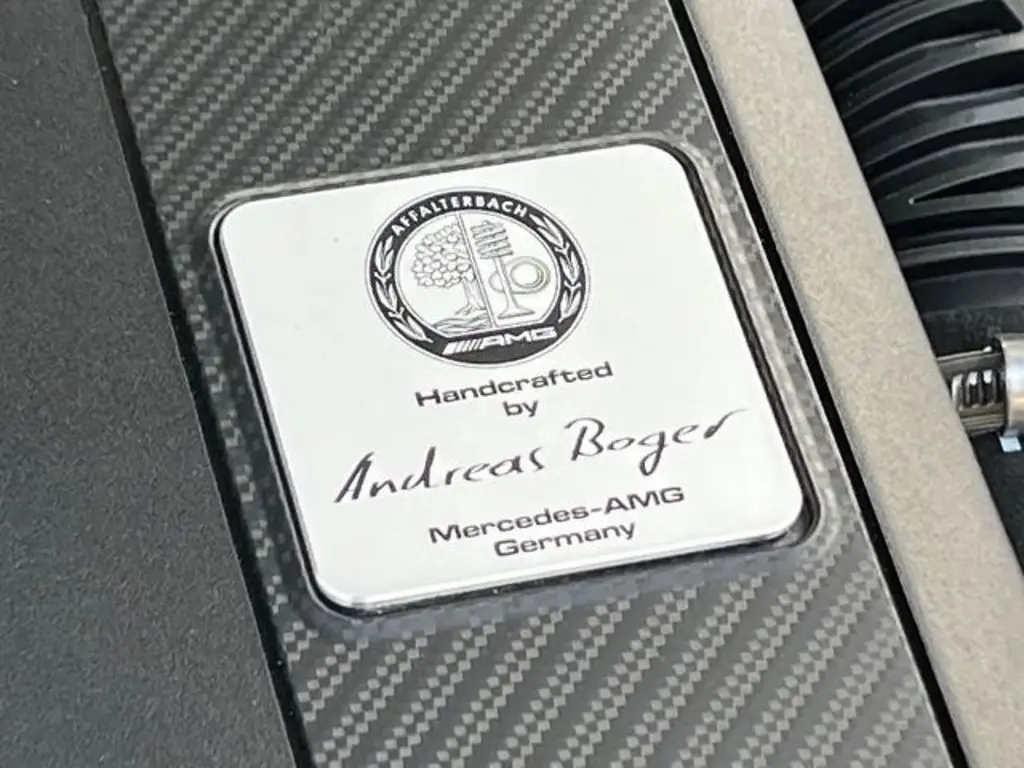 AFFALTERBACH
AMG
Handcrafted
by
Andreas Boger
Mercedes-AMG
Germany